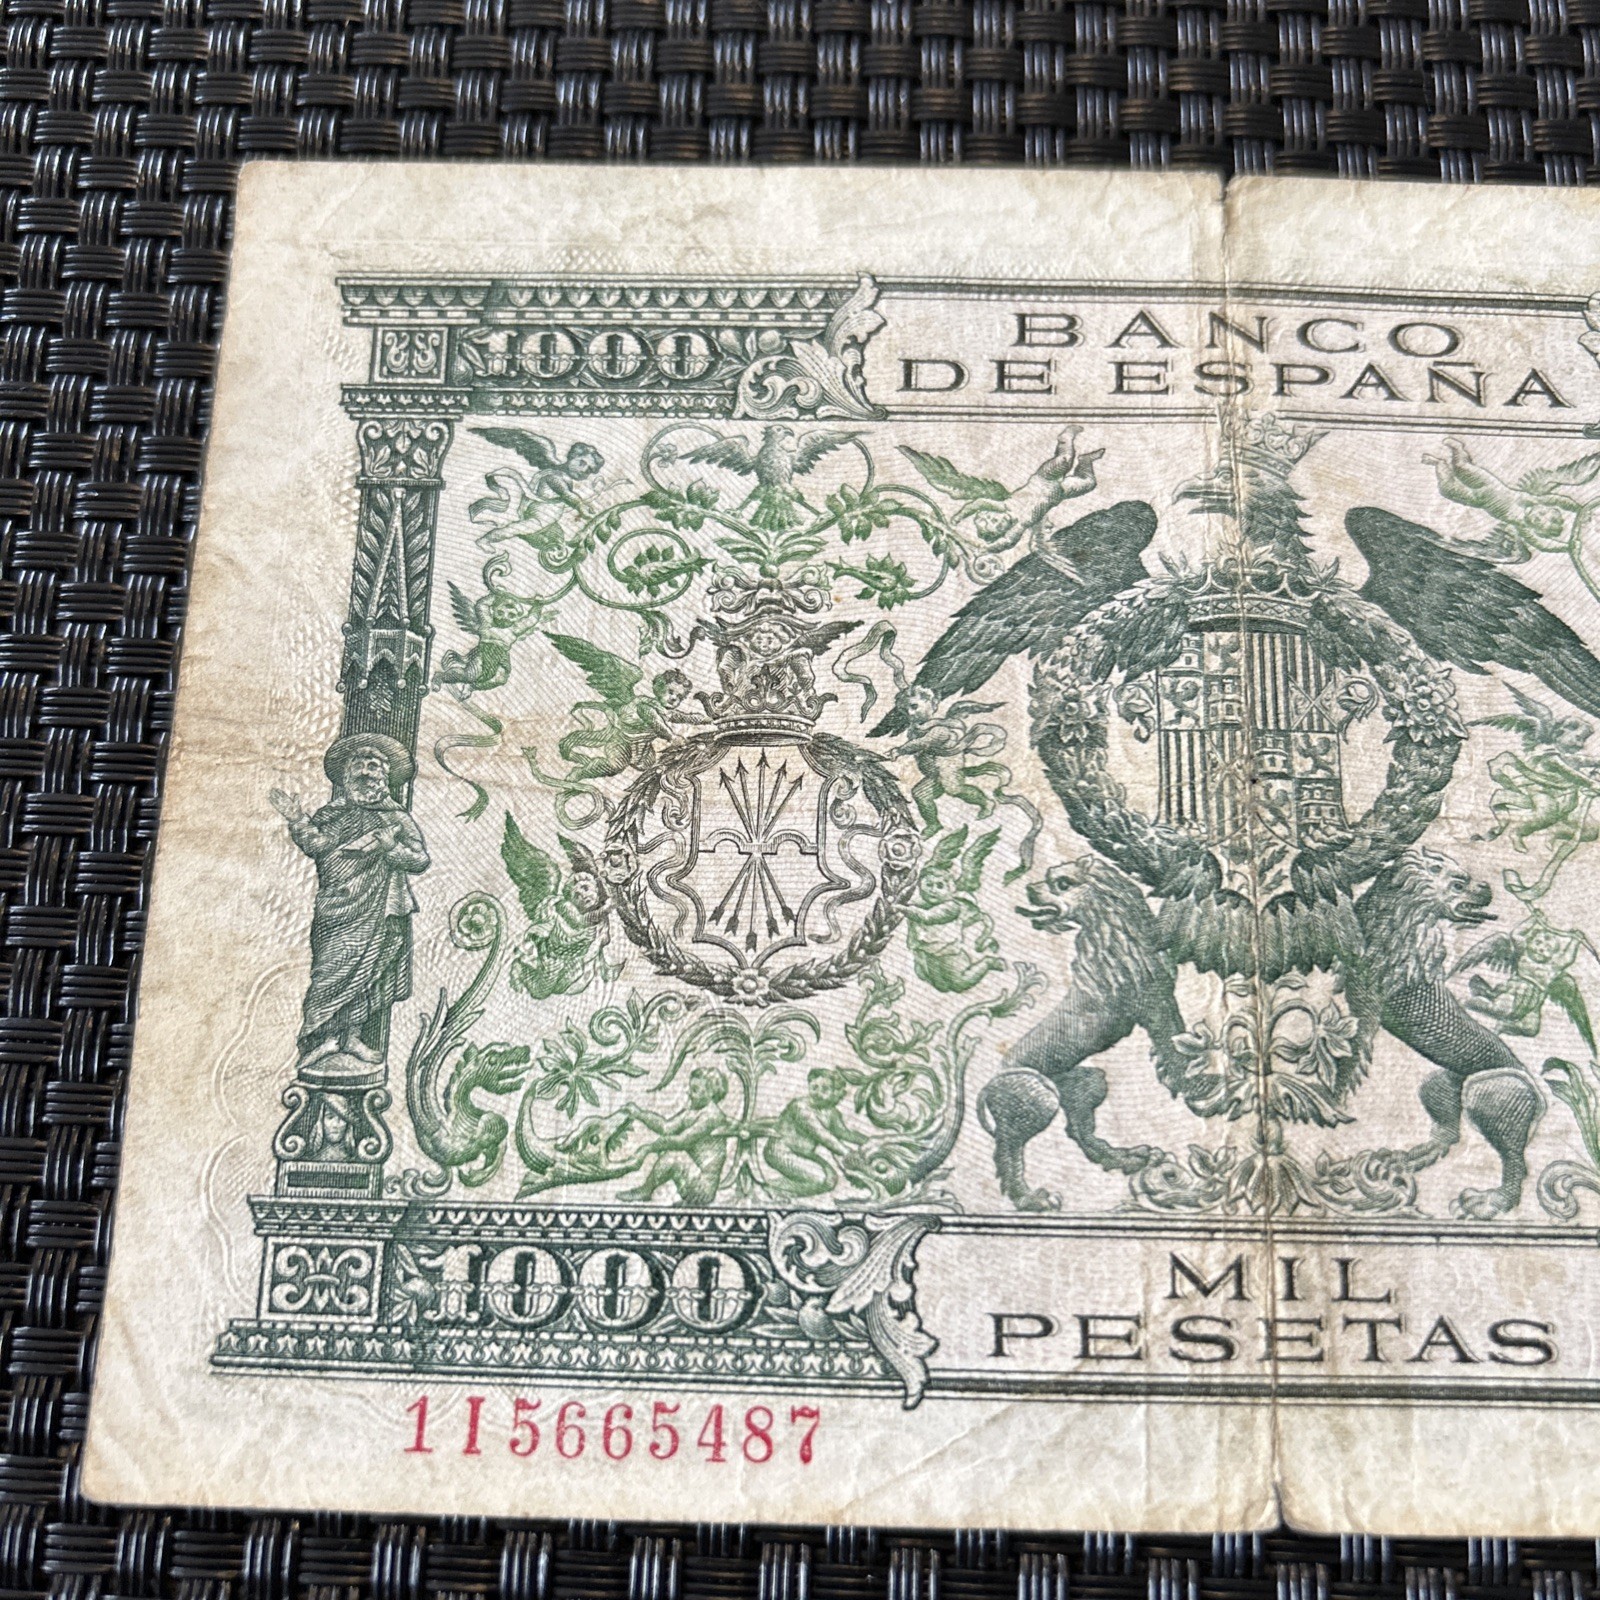 1000
BANCO
DE ESPAÑA
1000
MIL
PESETAS
1I5665487